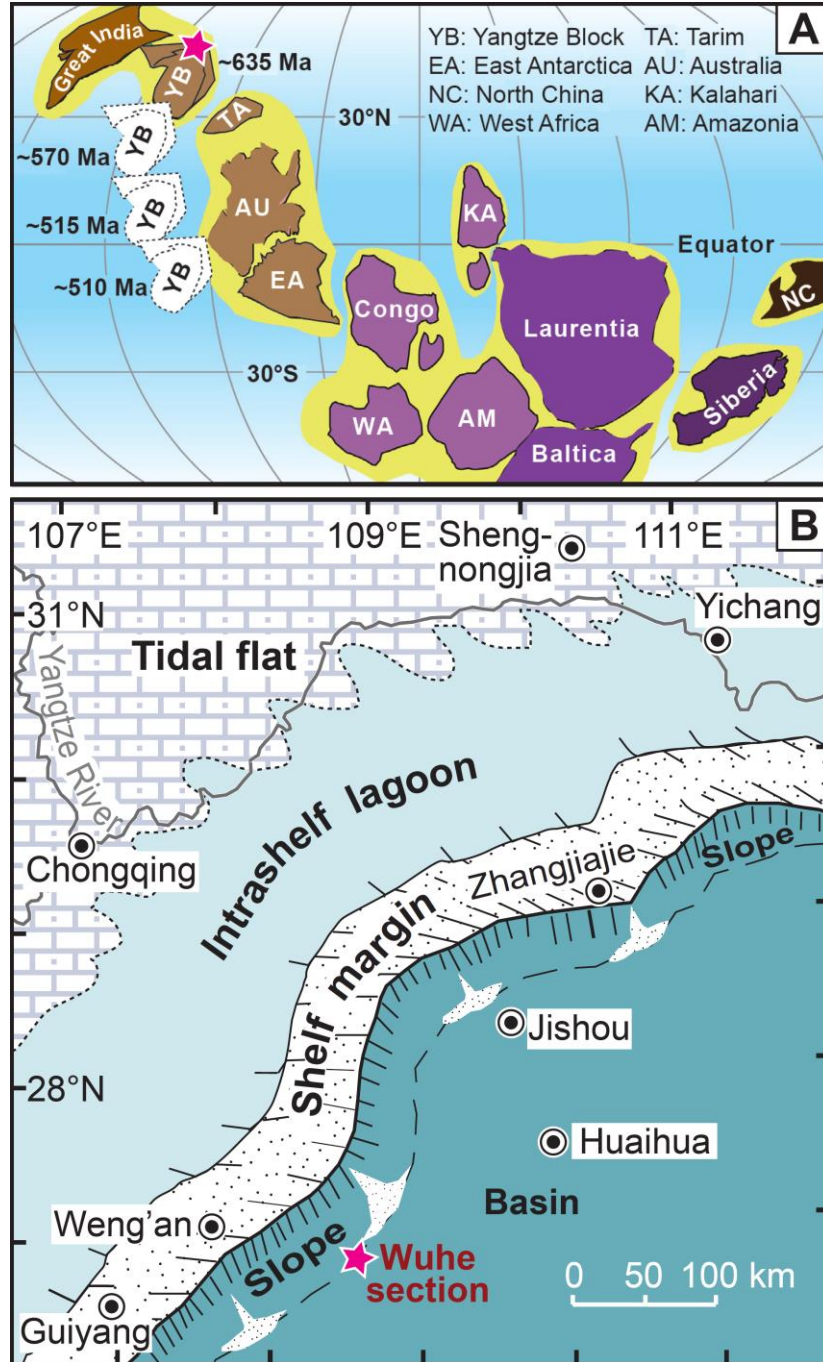 A
YB: Yangtze Block
TA: Tarim
EA: East Antarctica
AU: Australia
NC: North China
KA: Kalahari
WA: West Africa
AM: Amazonia
Great India
YB
~635 Ma
TA
30°N
YB
~570 Ma
AU
YB
~515 Ma
KA
Equator
YB
~510 Ma
EA
NC
Congo
Laurentia
30°S
Siberia
WA
AM
Baltica
B
107°E
109°E
111°E
Sheng-
nongjia
31°N
Yichang
Tidal flat
Yangtze River
Intrashelf lagoon
Chongqing
Zhangjiajie
Slope
Shelf margin
Jishou
28°N
Huaihua
Basin
Weng'an
Slope
Wuhe
section
0 50 100 km
Guiyang